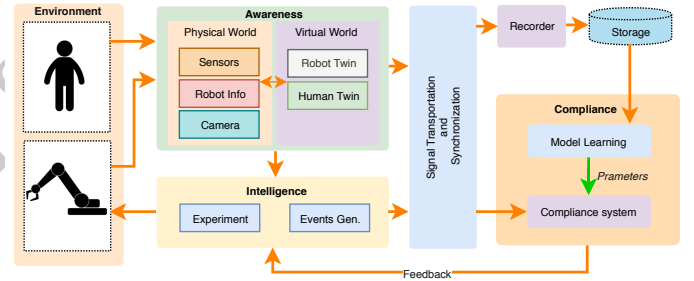 Environment
Awareness
Physical World
Virtual World
Sensors
Robot Info
Camera
Robot Twin
Human Twin
Intelligence
Experiment
Events Gen.
Signal Transportation
and
Synchronization
Recorder
Storage
Compliance
Model Learning
Prameters
Compliance system
Feedback